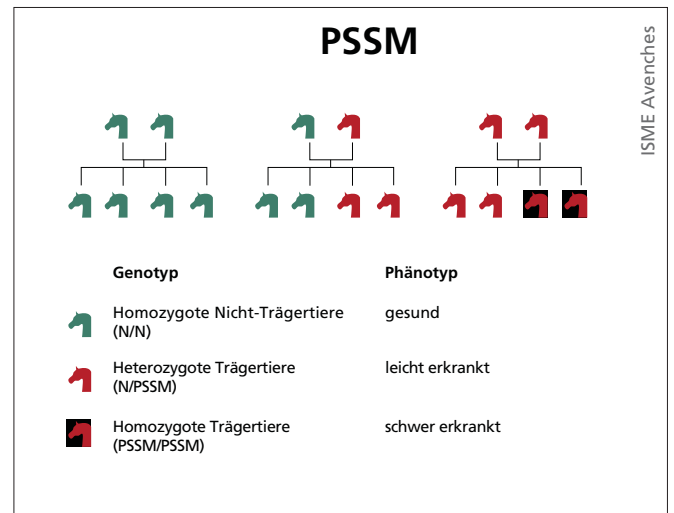 PSSM
ISME Avenches
Genotyp
Phänotyp
Homozygote Nicht-Trägertiere
(N/N)
gesund
Heterozygote Trägertiere
(N/PSSM)
leicht erkrankt
Homozygote Trägertiere
(PSSM/PSSM)
schwer erkrankt